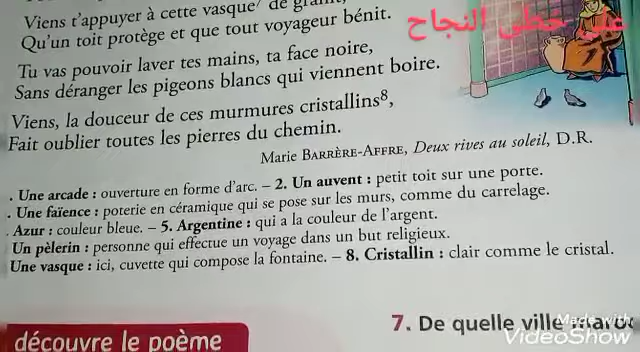 Viens t'appuyer à cette vasque⁷ de granit,
Qu'un toit protège et que tout voyageur bénit.
Tu vas pouvoir laver tes mains, ta face noire,
Sans déranger les pigeons blancs qui viennent boire.
Viens, la douceur de ces murmures cristallins⁸,
Fait oublier toutes les pierres du chemin.
Marie BARRÈRE-AFFRE, Deux rives au soleil, D.R.
. Une arcade : ouverture en forme d'arc. – 2. Un auvent : petit toit sur une porte.
. Une faïence : poterie en céramique qui se pose sur les murs, comme du carrelage.
. Azur : couleur bleue. – 5. Argentine : qui a la couleur de l'argent.
Un pèlerin : personne qui effectue un voyage dans un but religieux.
Une vasque : ici, cuvette qui compose la fontaine. – 8. Cristallin : clair comme le cristal.
découvre le poème
7. De quelle ville maroc
على خطى النجاح
Made with
VideoShow